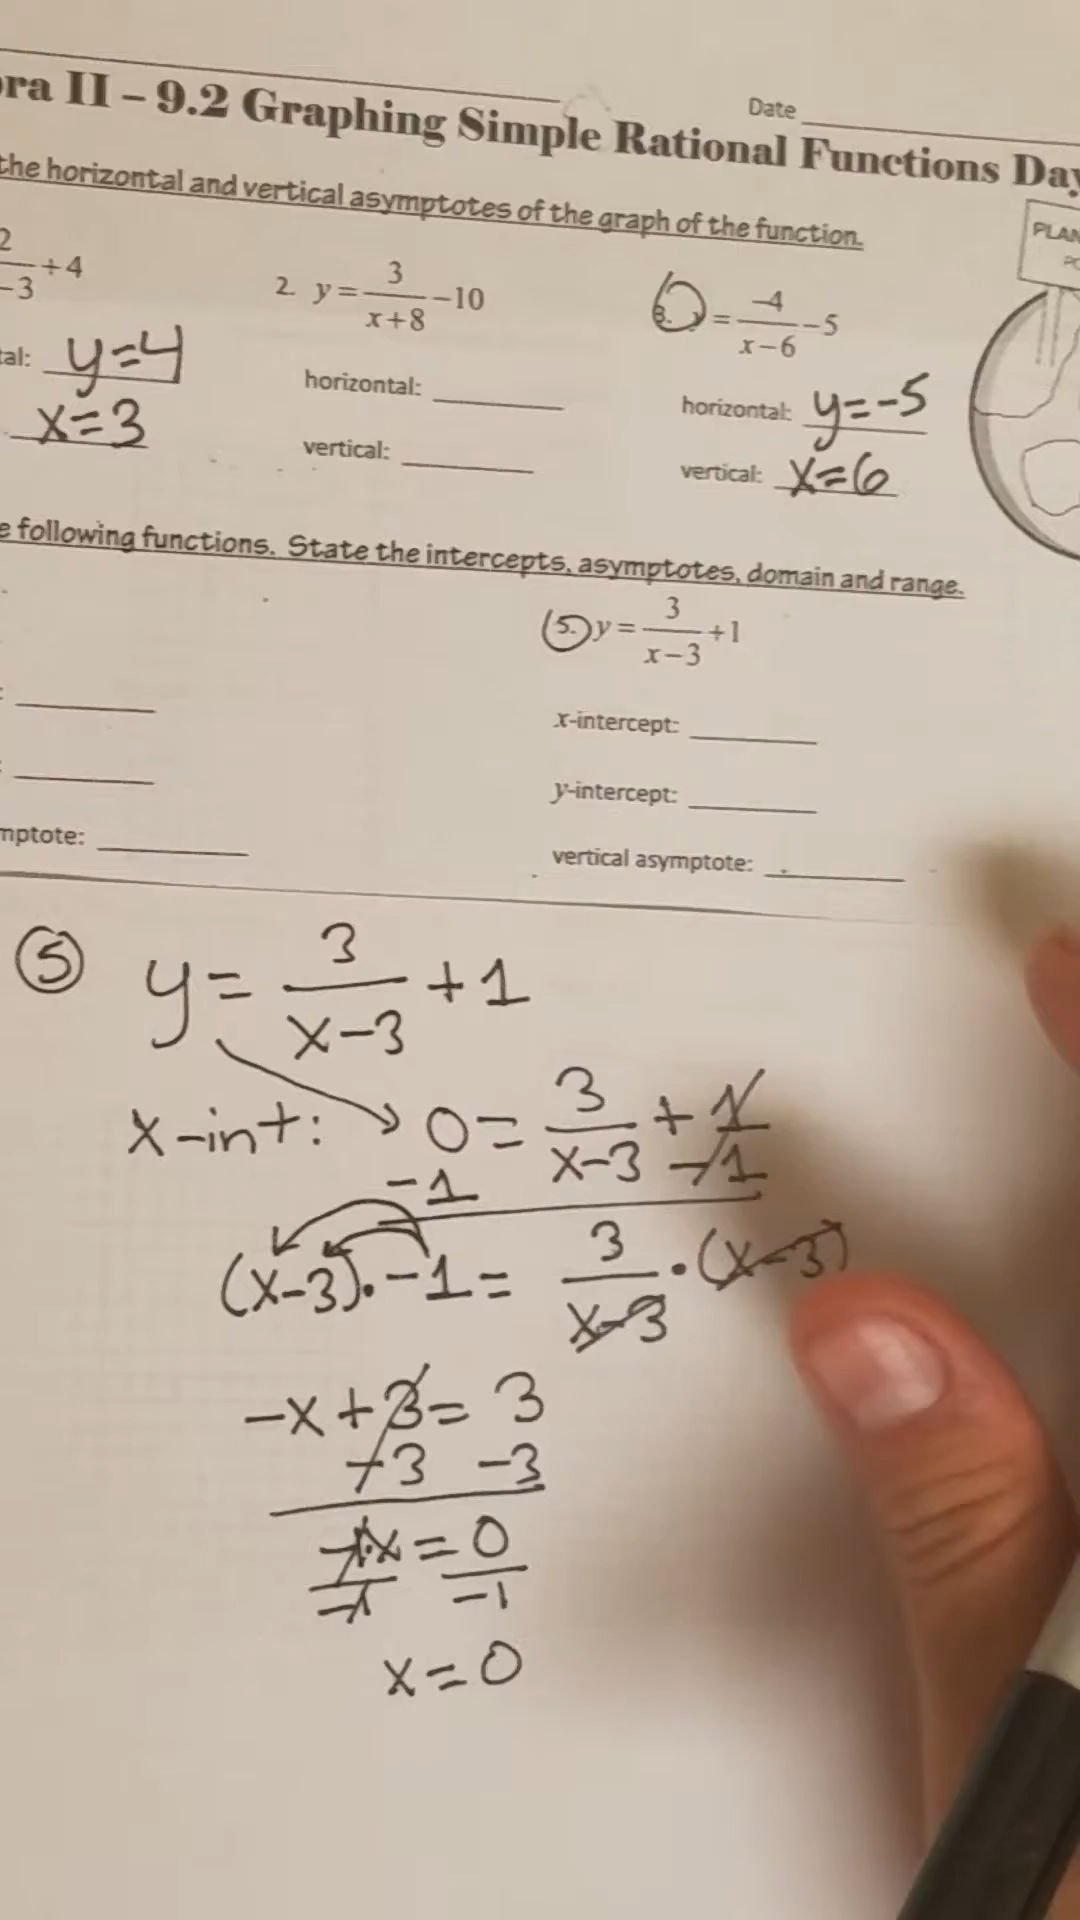 ra II – 9.2 Graphing Simple Rational Functions Day
Date
the horizontal and vertical asymptotes of the graph of the function.
PLAN
PO
2/-3 + 4
2. y = 3/(x+8) - 10
3. = -4/(x-6) - 5
tal: y=4
horizontal:
horizontal: y=-5
x=3
vertical:
vertical: x=6
e following functions. State the intercepts, asymptotes, domain and range.
5. y = 3/(x-3) + 1
x-intercept:
y-intercept:
mptote:
vertical asymptote:
5 y = 3/(x-3) + 1
x-int: 0 = 3/(x-3) + 1
-1 -1
(x-3)·-1 = 3/(x-3)·(x-3)
-x+3=3
-3 -3
-1·x/-1 = 0/-1
x=0